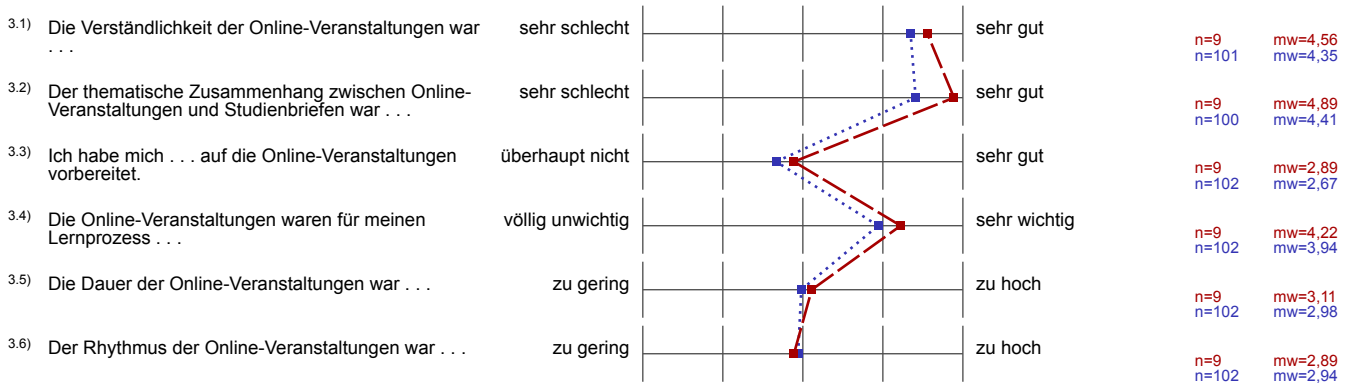 3.1) Die Verständlichkeit der Online-Veranstaltungen war
. . .
sehr schlecht
sehr gut
n=9 mw=4,56
n=101 mw=4,35
3.2) Der thematische Zusammenhang zwischen Online-
Veranstaltungen und Studienbriefen war . . .
sehr schlecht
sehr gut
n=9 mw=4,89
n=100 mw=4,41
3.3) Ich habe mich . . . auf die Online-Veranstaltungen
vorbereitet.
überhaupt nicht
sehr gut
n=9 mw=2,89
n=102 mw=2,67
3.4) Die Online-Veranstaltungen waren für meinen
Lernprozess . . .
völlig unwichtig
sehr wichtig
n=9 mw=4,22
n=102 mw=3,94
3.5) Die Dauer der Online-Veranstaltungen war . . .
zu gering
zu hoch
n=9 mw=3,11
n=102 mw=2,98
3.6) Der Rhythmus der Online-Veranstaltungen war . . .
zu gering
zu hoch
n=9 mw=2,89
n=102 mw=2,94